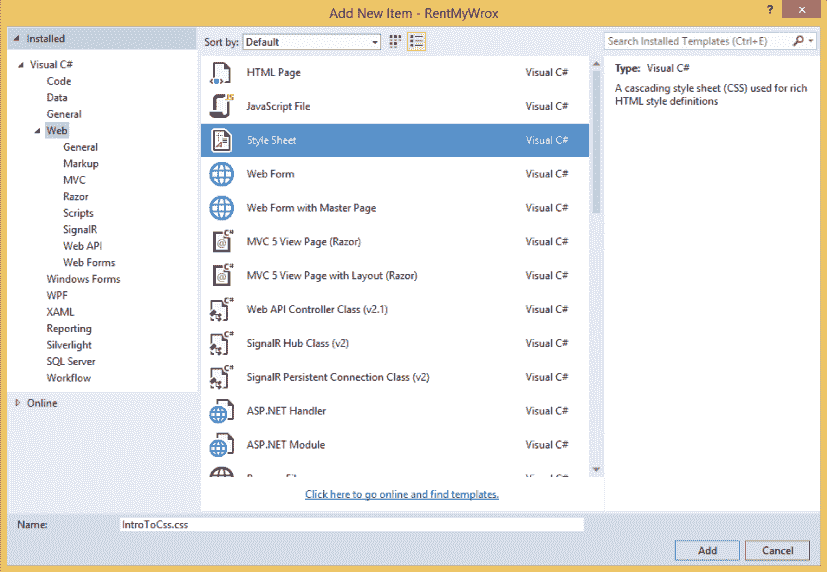 Add New Item - RentMyWrox
? x
Installed
Sort by: Default
Search Installed Templates (Ctrl+E)
Visual C#
Code
Data
General
Web
General
Markup
MVC
Razor
Scripts
SignalR
Web API
Web Forms
Windows Forms
WPF
XAML
Reporting
Silverlight
SQL Server
Workflow
Online
HTML Page Visual C#
JavaScript File Visual C#
Style Sheet Visual C#
Web Form Visual C#
Web Form with Master Page Visual C#
MVC 5 View Page (Razor) Visual C#
MVC 5 View Page with Layout (Razor) Visual C#
Web API Controller Class (v2.1) Visual C#
SignalR Hub Class (v2) Visual C#
SignalR Persistent Connection Class (v2) Visual C#
ASP.NET Handler Visual C#
ASP.NET Module Visual C#
Type: Visual C#
A cascading style sheet (CSS) used for rich
HTML style definitions
Click here to go online and find templates.
Name: IntroToCss.css
Add Cancel